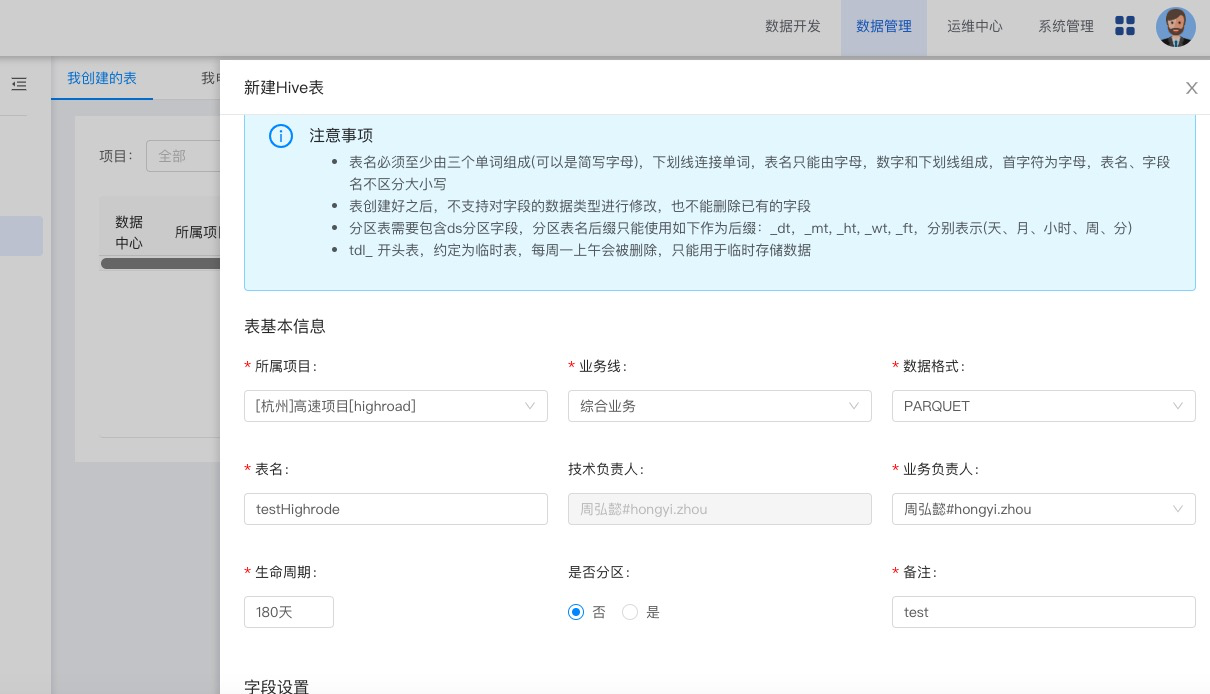 数据开发 数据管理 运维中心 系统管理
我创建的表
新建Hive表
注意事项
项目: 全部
• 表名必须至少由三个单词组成(可以是简写字母)，下划线连接单词，表名只能由字母，数字和下划线组成，首字符为字母，表名、字段
名不区分大小写
• 表创建好之后，不支持对字段的数据类型进行修改，也不能删除已有的字段
• 分区表需要包含ds分区字段，分区表名后缀只能使用如下作为后缀：_dt，_mt, _ht, _wt, _ft，分别表示(天、月、小时、周、分)
• tdl_ 开头表，约定为临时表，每周一上午会被删除，只能用于临时存储数据
数据
中心
所属项目
表基本信息
* 所属项目: * 业务线: * 数据格式:
[杭州]高速项目[highroad] 综合业务 PARQUET
* 表名: 技术负责人: * 业务负责人:
testHighrode 周弘懿#hongyi.zhou 周弘懿#hongyi.zhou
* 生命周期: 是否分区: * 备注:
180天 否 是 test
字段设置